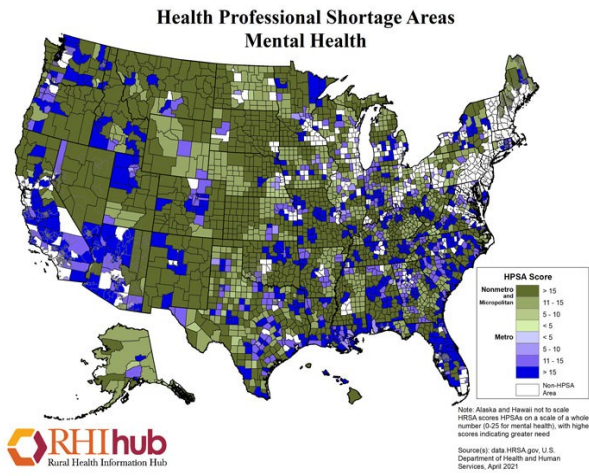 Health Professional Shortage Areas
Mental Health
HPSA Score
Nonmetro
and
Micropolitan
> 15
11 - 15
5 - 10
< 5
Metro
< 5
5 - 10
11 - 15
> 15
Non-HPSA
Area
Note: Alaska and Hawaii not to scale
HRSA scores HPSAs on a scale of a whole
number (0-25 for mental health), with higher
scores indicating greater need
Source(s): data.HRSA.gov, U.S.
Department of Health and Human
Services, April 2021
RHIhub
Rural Health Information Hub